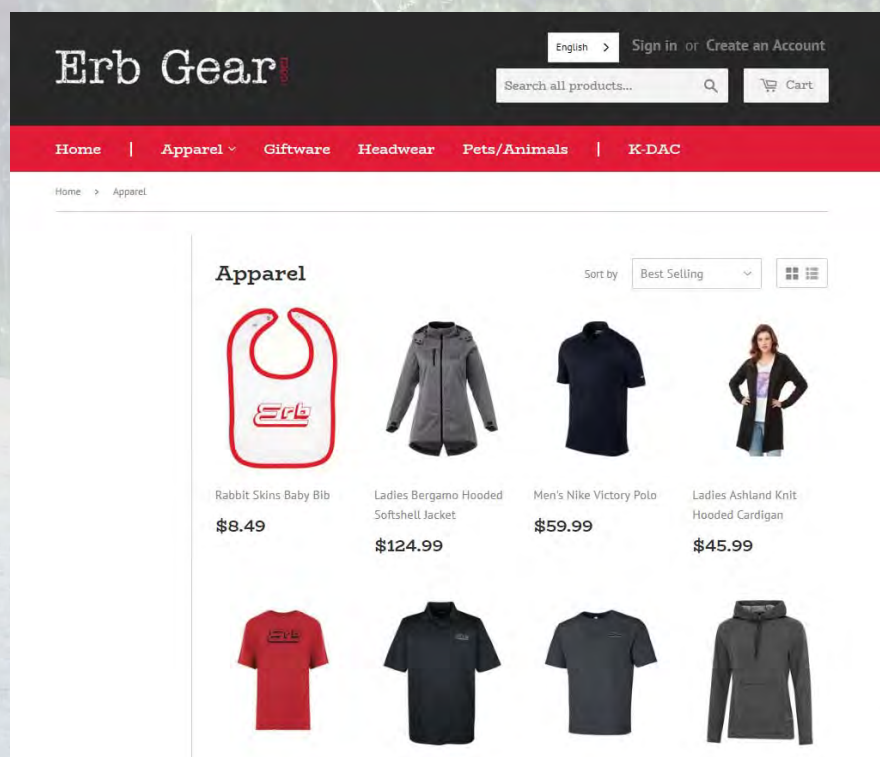 English
Sign in or Create an Account
Erb Gear
Search all products...
Cart
Home | Apparel Giftware Headwear Pets/Animals | K-DAC
Home > Apparel
Apparel
Sort by Best Selling
Erb
Rabbit Skins Baby Bib
$8.49
Ladies Bergamo Hooded
Softshell Jacket
$124.99
Men's Nike Victory Polo
$59.99
Ladies Ashland Knit
Hooded Cardigan
$45.99
Erb